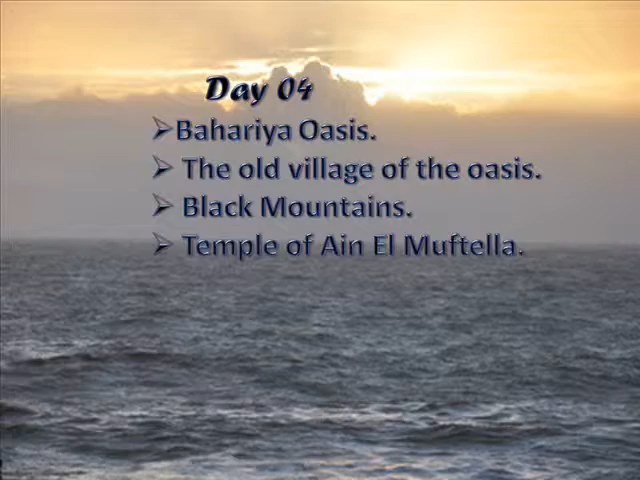 Day 04
➢Bahariya Oasis.
➢ The old village of the oasis.
➢ Black Mountains.
➢ Temple of Ain El Muftella.